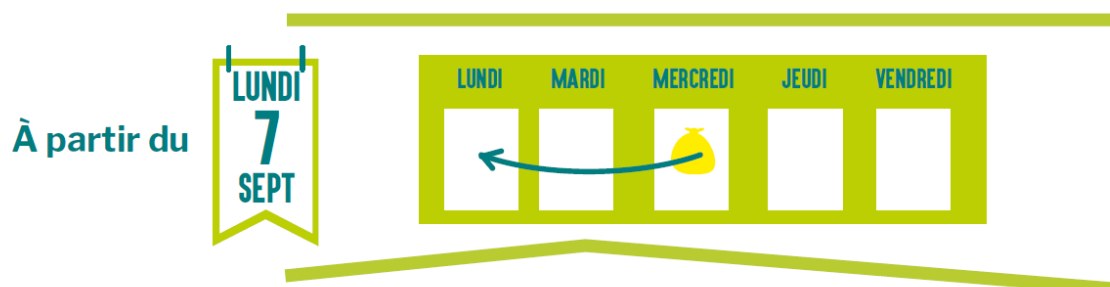 À partir du
LUNDI
7
SEPT
LUNDI MARDI MERCREDI JEUDI VENDREDI